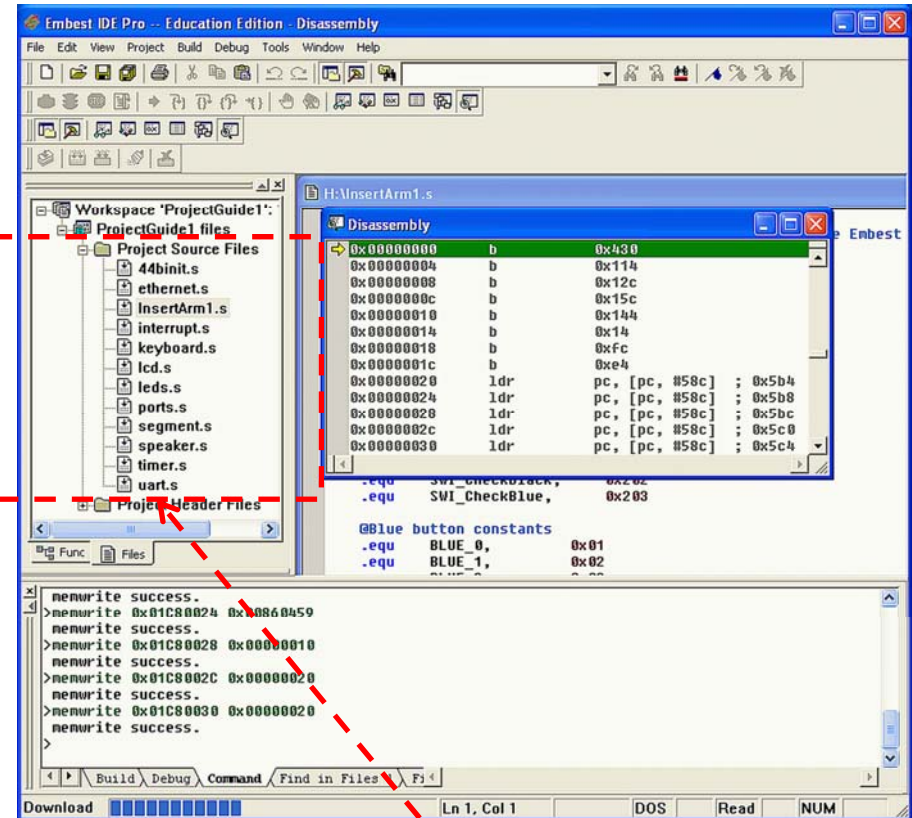 Embest IDE Pro -- Education Edition - Disassembly
File Edit View Project Build Debug Tools Window Help
Workspace 'ProjectGuide1':
ProjectGuide1 files
Project Source Files
44binit.s
ethernet.s
InsertArm1.s
interrupt.s
keyboard.s
lcd.s
leds.s
ports.s
segment.s
speaker.s
timer.s
uart.s
Project Header Files
Func Files
H:\InsertArm1.s
Embest
Disassembly
0x00000000 b 0x430
0x00000004 b 0x114
0x00000008 b 0x12c
0x0000000c b 0x15c
0x00000010 b 0x144
0x00000014 b 0x14
0x00000018 b 0xfc
0x0000001c b 0xe4
0x00000020 ldr pc, [pc, #58c] ; 0x5b4
0x00000024 ldr pc, [pc, #58c] ; 0x5b8
0x00000028 ldr pc, [pc, #58c] ; 0x5bc
0x0000002c ldr pc, [pc, #58c] ; 0x5c0
0x00000030 ldr pc, [pc, #58c] ; 0x5c4
.equ SWI_CheckBlack, 0x202
.equ SWI_CheckBlue, 0x203
@Blue button constants
.equ BLUE_0, 0x01
.equ BLUE_1, 0x02
memwrite success.
>memwrite 0x01C80024 0x00860459
memwrite success.
>memwrite 0x01C80028 0x00000010
memwrite success.
>memwrite 0x01C8002C 0x00000020
memwrite success.
>memwrite 0x01C80030 0x00000020
memwrite success.
>
Build Debug Command Find in Files 1 Fi
Download Ln 1, Col 1 DOS Read NUM